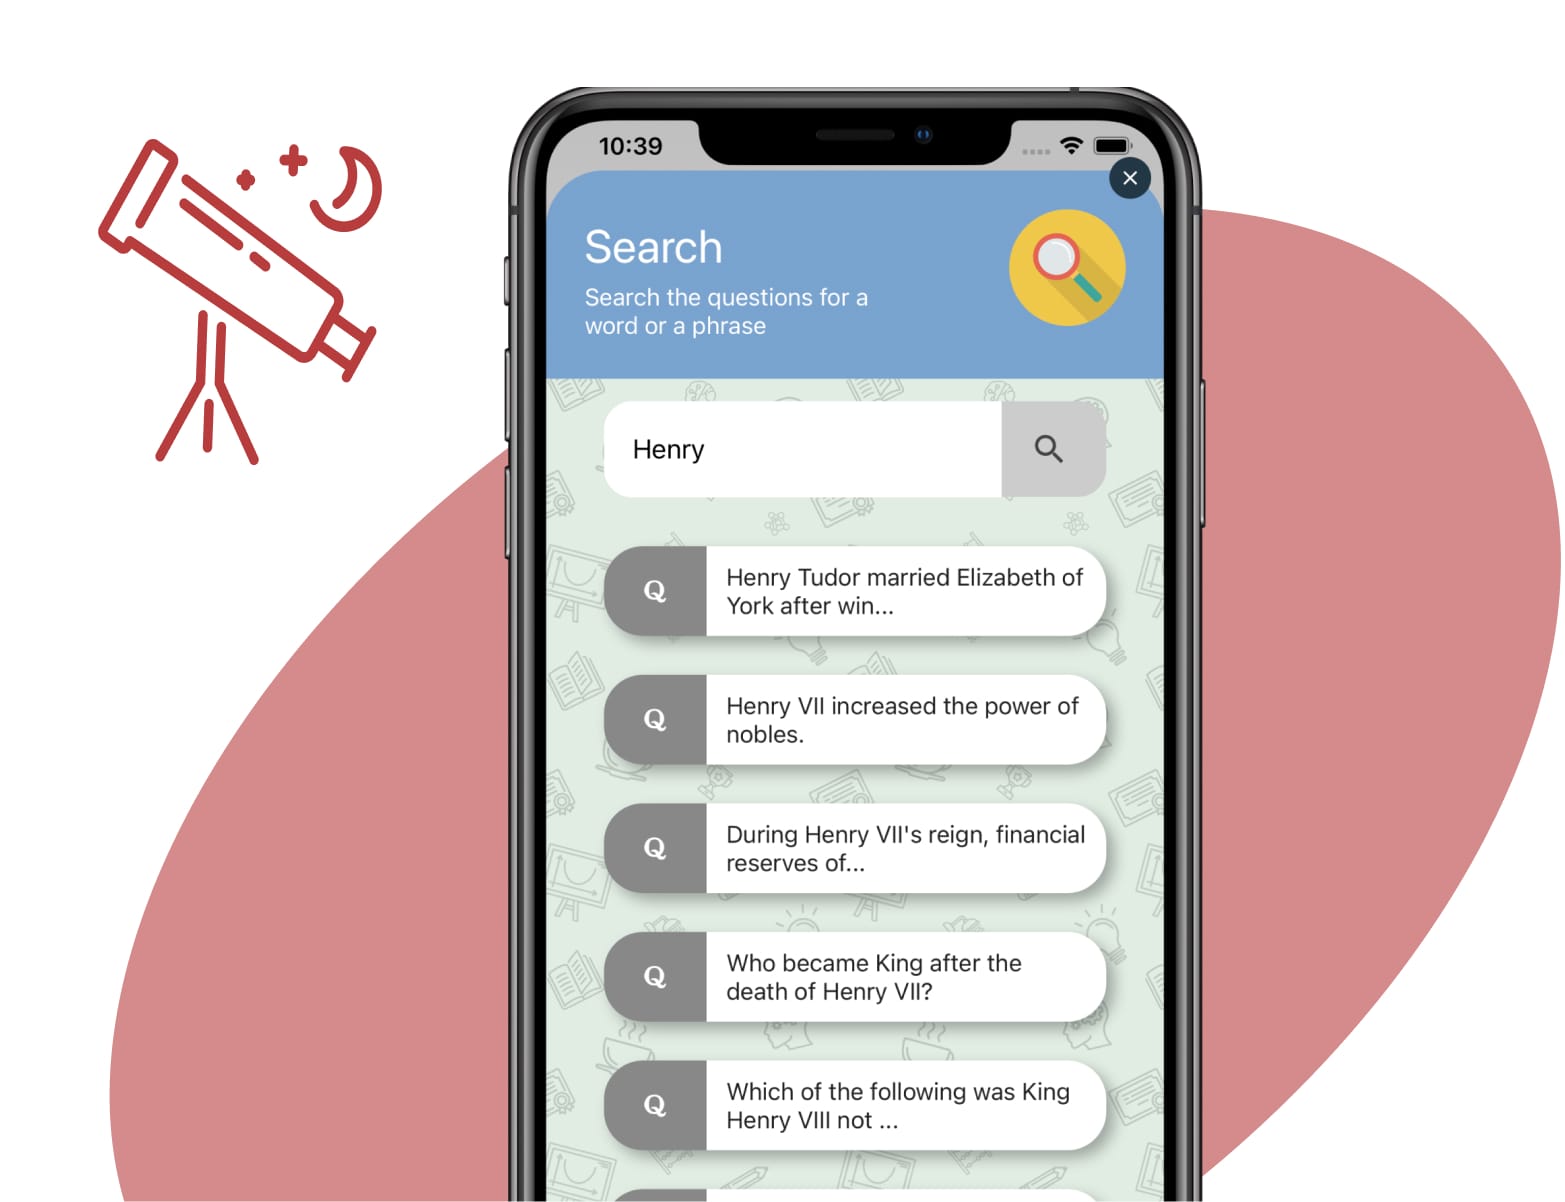 10:39
Search
Search the questions for a
word or a phrase
Henry
Q
Henry Tudor married Elizabeth of
York after win...
Q
Henry VII increased the power of
nobles.
Q
During Henry VII's reign, financial
reserves of...
Q
Who became King after the
death of Henry VII?
Q
Which of the following was King
Henry VIII not ...